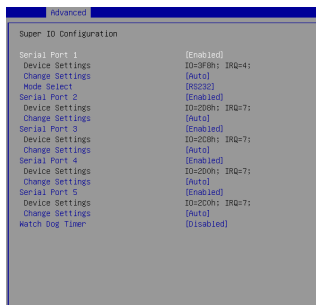 Advanced
Super IO Configuration
Serial Port 1 [Enabled]
Device Settings IO=3F8h; IRQ=4;
Change Settings [Auto]
Mode Select [RS232]
Serial Port 2 [Enabled]
Device Settings IO=2D8h; IRQ=7;
Change Settings [Auto]
Serial Port 3 [Enabled]
Device Settings IO=2C8h; IRQ=7;
Change Settings [Auto]
Serial Port 4 [Enabled]
Device Settings IO=2D0h; IRQ=7;
Change Settings [Auto]
Serial Port 5 [Enabled]
Device Settings IO=2C0h; IRQ=7;
Change Settings [Auto]
Watch Dog Timer [Disabled]